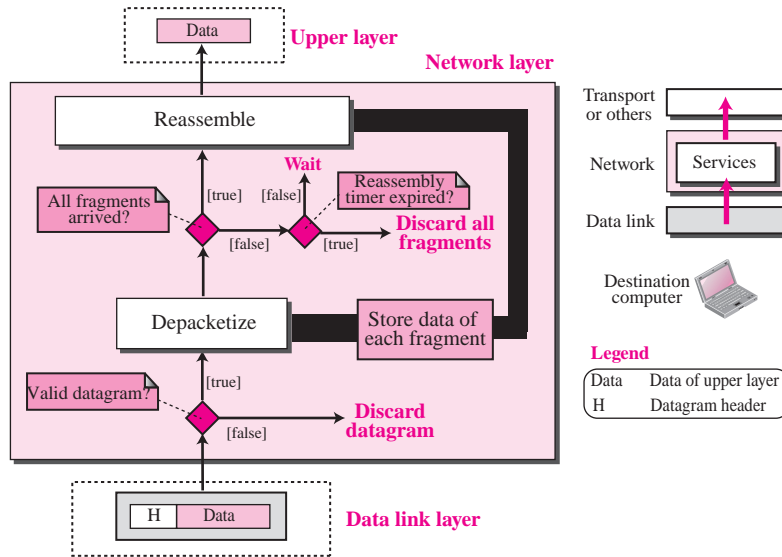 Data
Upper layer
Network layer
Reassemble
Wait
All fragments
arrived?
[true]
[false]
Reassembly
timer expired?
[false]
[true]
Discard all
fragments
Depacketize
Store data of
each fragment
Valid datagram?
[true]
[false]
Discard
datagram
H
Data
Data link layer
Transport
or others
Network
Services
Data link
Destination
computer
Legend
Data
Data of upper layer
H
Datagram header